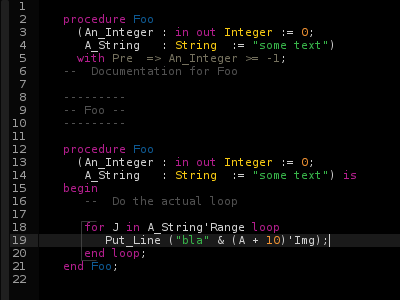 1
2 procedure Foo
3 (An_Integer : in out Integer := 0;
4 A_String : String := "some text")
5 with Pre => An_Integer >= -1;
6 -- Documentation for Foo
7
8 ---------
9 -- Foo --
10 ---------
11
12 procedure Foo
13 (An_Integer : in out Integer := 0;
14 A_String : String := "some text") is
15 begin
16 -- Do the actual loop
17
18 for J in A_String'Range loop
19 Put_Line ("bla" & (A + 10)'Img);
20 end loop;
21 end Foo;
22